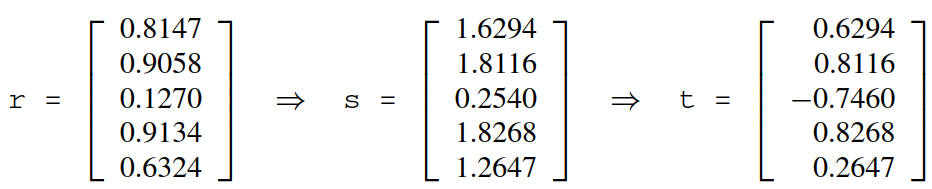 0.8147 1.6294 0.6294
0.9058 1.8116 0.8116
r = 0.1270 ⇒ s = 0.2540 ⇒ t = −0.7460
0.9134 1.8268 0.8268
0.6324 1.2647 0.2647